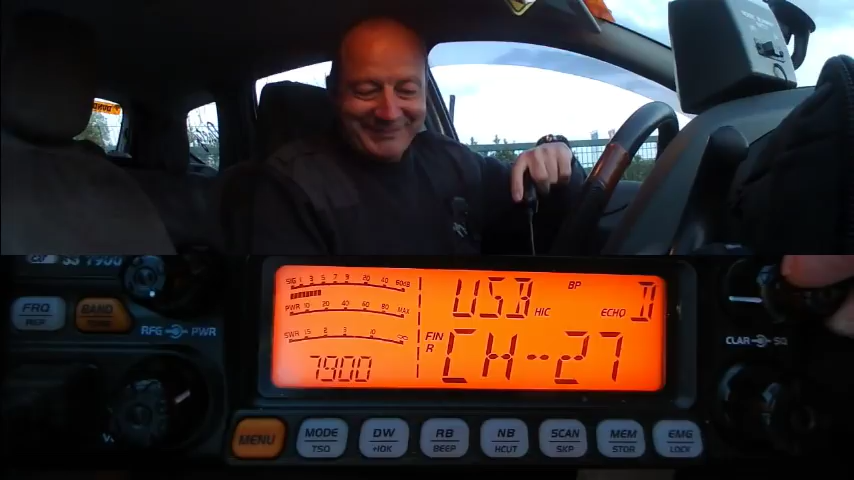 SS 7900
FRQ
REP
BAND
RFG PWR
SIG 1 3 5 7 9 20 40 60dB
PWR 10 20 40 60 80 MAX
SWR 1.5 2 3 10 ∞
7900
USB HIC BP ECHO D
FIN
R CH--27
CLAR SQ
MENU
MODE
TSQ
DW
+10K
RB
BEEP
NB
HCUT
SCAN
SKP
MEM
STOR
EMG
LOCK